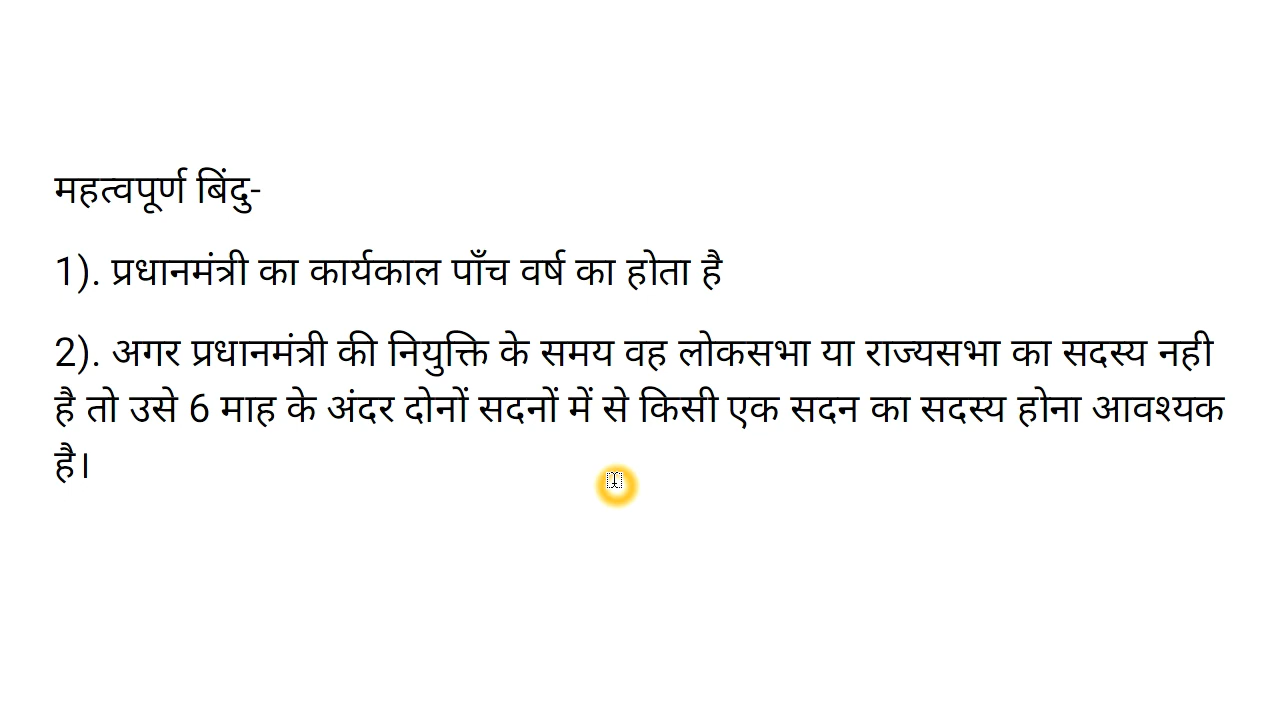 महत्वपूर्ण बिंदु-
1). प्रधानमंत्री का कार्यकाल पाँच वर्ष का होता है
2). अगर प्रधानमंत्री की नियुक्ति के समय वह लोकसभा या राज्यसभा का सदस्य नही
है तो उसे 6 माह के अंदर दोनों सदनों में से किसी एक सदन का सदस्य होना आवश्यक
है।